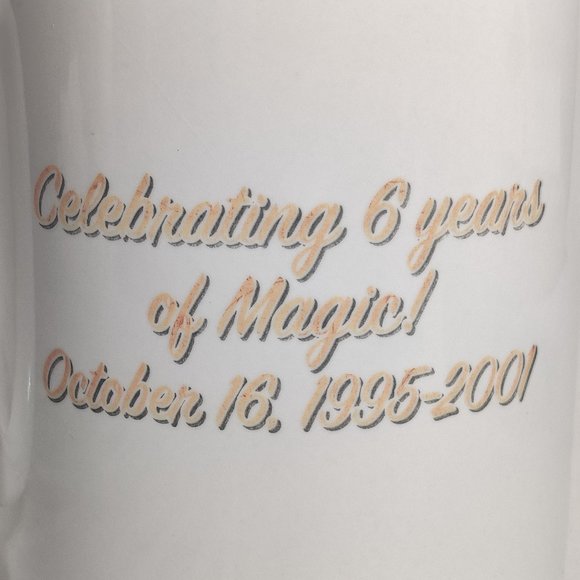 Celebrating 6 years
of Magic!
October 16, 1995-2001